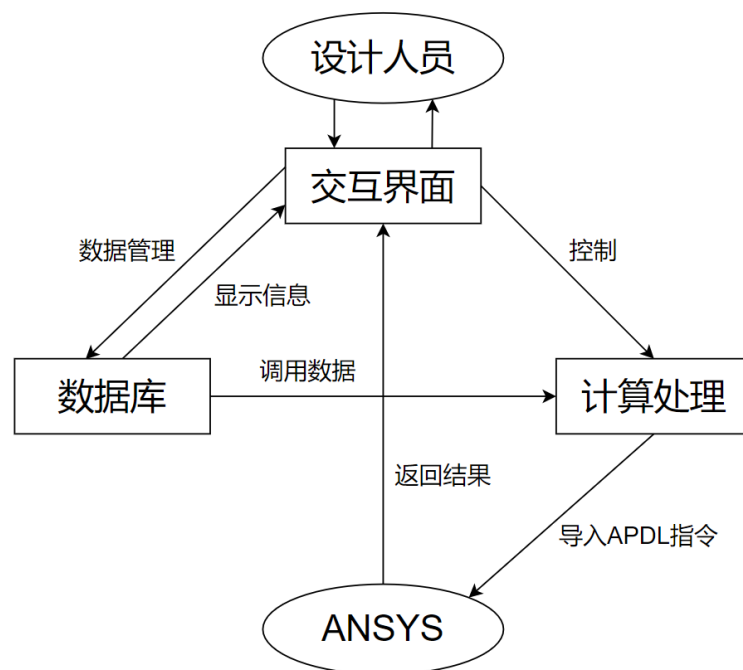 设计人员
交互界面
数据管理
控制
显示信息
数据库
调用数据
计算处理
返回结果
导入APDL指令
ANSYS